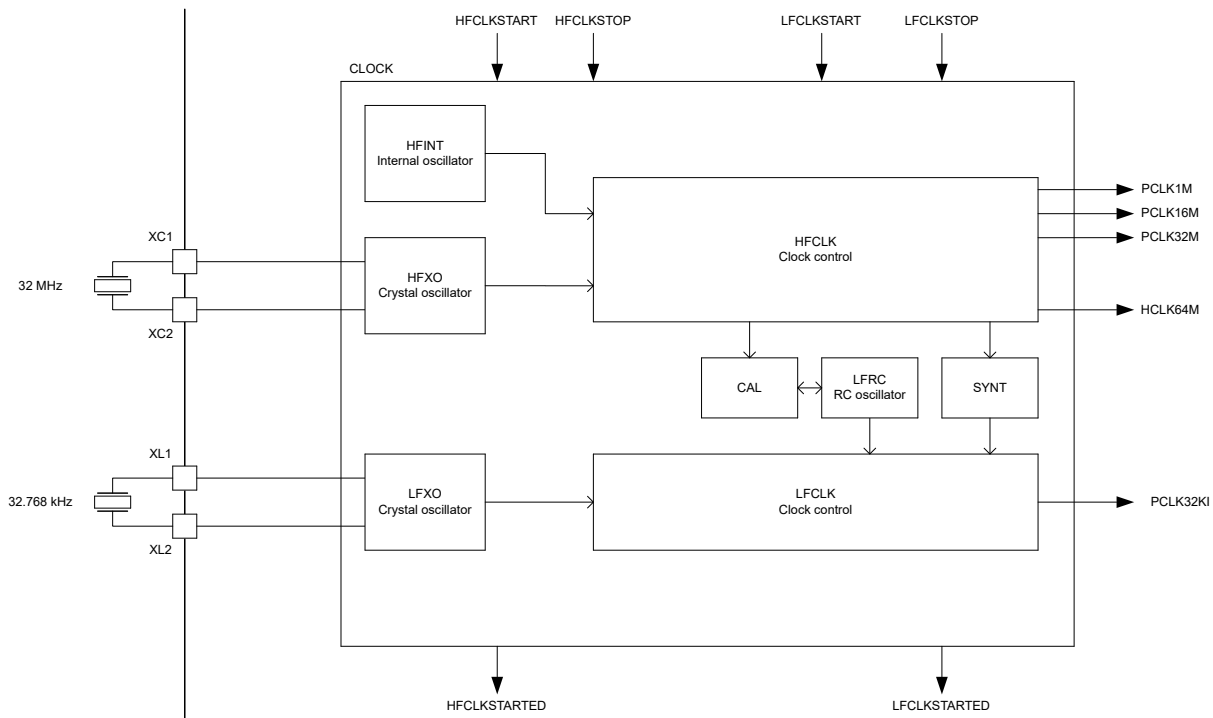 HFCLKSTART HFCLKSTOP LFCLKSTART LFCLKSTOP
CLOCK
HFINT
Internal oscillator
PCLK1M
PCLK16M
PCLK32M
HFCLK
Clock control
XC1
HFXO
Crystal oscillator
32 MHz
HCLK64M
XC2
CAL
LFRC
RC oscillator
SYNT
XL1
32.768 kHz
LFXO
Crystal oscillator
LFCLK
Clock control
PCLK32KI
XL2
HFCLKSTARTED LFCLKSTARTED